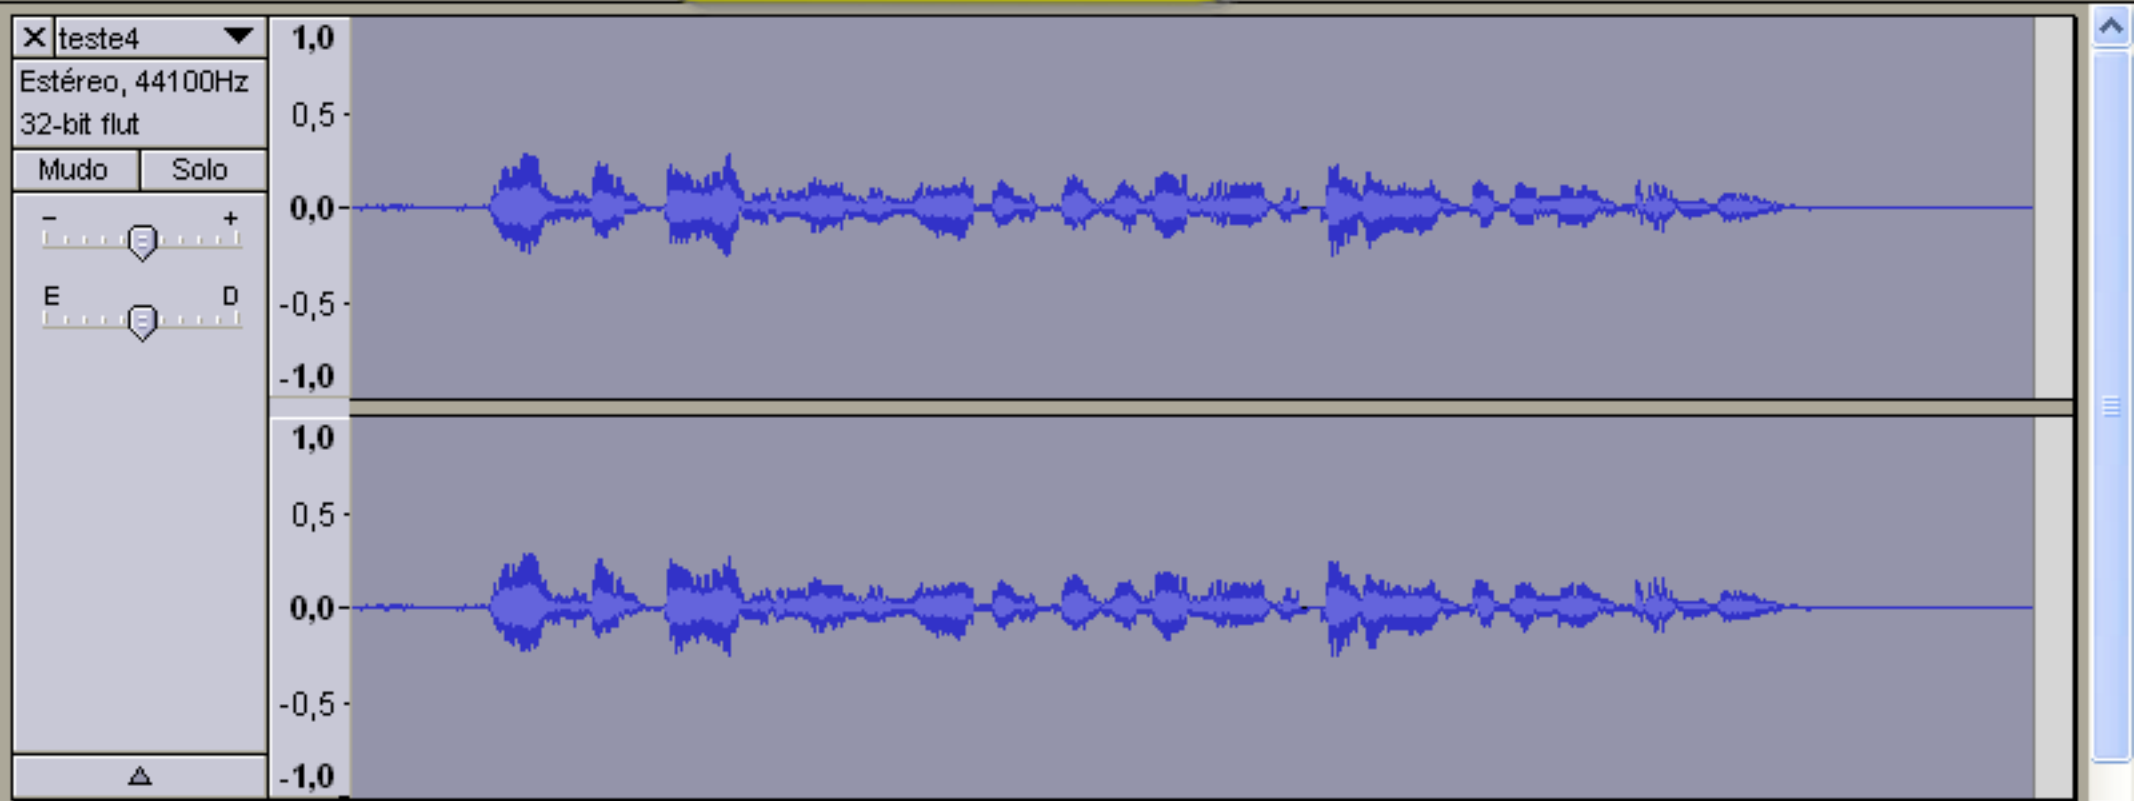 X teste4
Estéreo, 44100Hz
32-bit flut
Mudo Solo
- +
E D
1,0
0,5
0,0
-0,5
-1,0
1,0
0,5
0,0
-0,5
-1,0